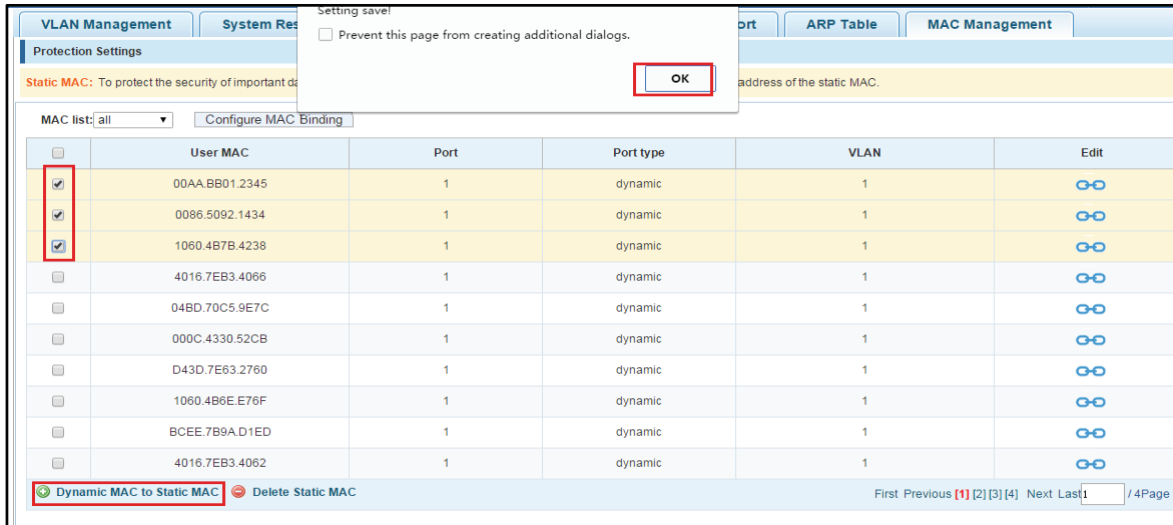 VLAN Management System Res ort ARP Table MAC Management
Setting save!
Prevent this page from creating additional dialogs.
OK
Protection Settings
Static MAC: To protect the security of important da address of the static MAC.
MAC list: all Configure MAC Binding
User MAC Port Port type VLAN Edit
00AA.BB01.2345 1 dynamic 1
0086.5092.1434 1 dynamic 1
1060.4B7B.4238 1 dynamic 1
4016.7EB3.4066 1 dynamic 1
04BD.70C5.9E7C 1 dynamic 1
000C.4330.52CB 1 dynamic 1
D43D.7E63.2760 1 dynamic 1
1060.4B6E.E76F 1 dynamic 1
BCEE.7B9A.D1ED 1 dynamic 1
4016.7EB3.4062 1 dynamic 1
Dynamic MAC to Static MAC Delete Static MAC First Previous [1] [2] [3] [4] Next Last 1 / 4Page